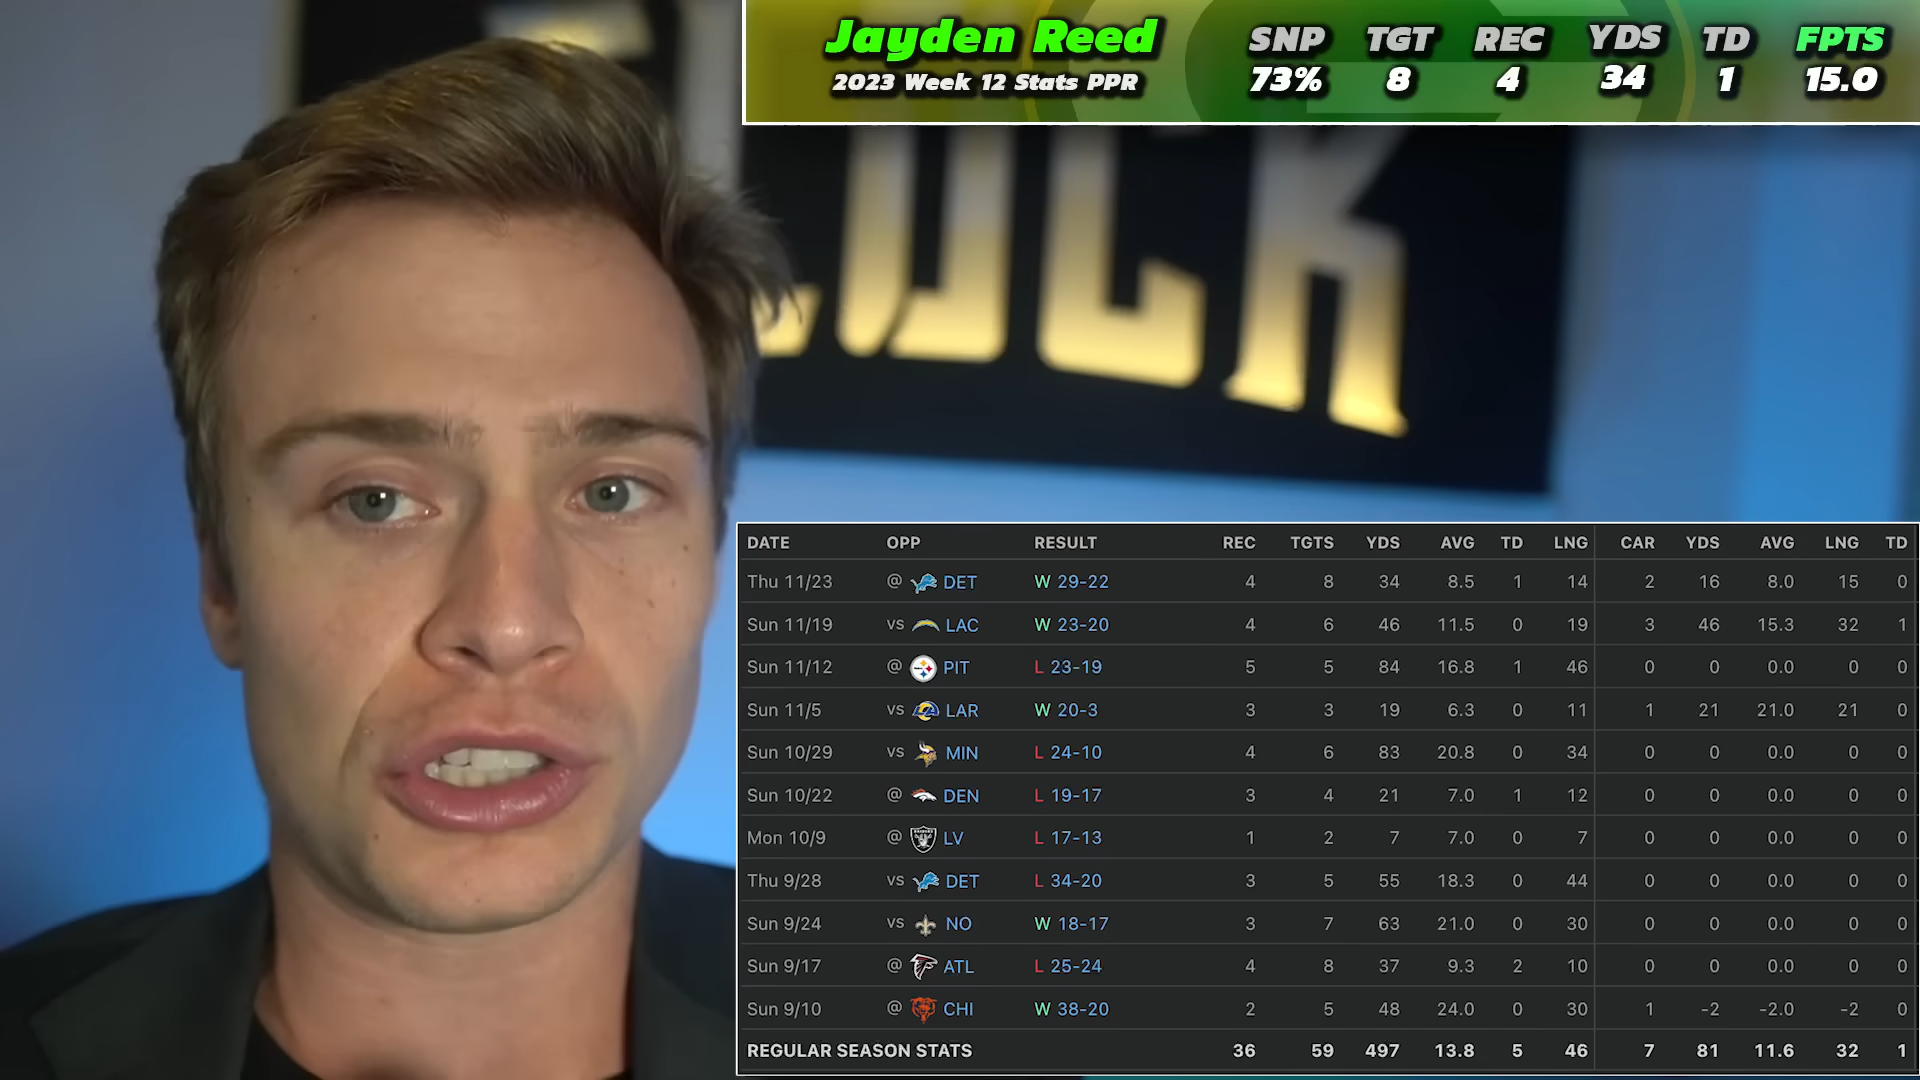 Jayden Reed
2023 Week 12 Stats PPR
SNP TGT REC YDS TD FPTS
73% 8 4 34 1 15.0
LOCK
DATE OPP RESULT REC TGTS YDS AVG TD LNG CAR YDS AVG LNG TD
Thu 11/23 @ DET W 29-22 4 8 34 8.5 1 14 2 16 8.0 15 0
Sun 11/19 vs LAC W 23-20 4 6 46 11.5 0 19 3 46 15.3 32 1
Sun 11/12 @ PIT L 23-19 5 5 84 16.8 1 46 0 0 0.0 0 0
Sun 11/5 vs LAR W 20-3 3 3 19 6.3 0 11 1 21 21.0 21 0
Sun 10/29 vs MIN L 24-10 4 6 83 20.8 0 34 0 0 0.0 0 0
Sun 10/22 @ DEN L 19-17 3 4 21 7.0 1 12 0 0 0.0 0 0
Mon 10/9 @ LV L 17-13 1 2 7 7.0 0 7 0 0 0.0 0 0
Thu 9/28 vs DET L 34-20 3 5 55 18.3 0 44 0 0 0.0 0 0
Sun 9/24 vs NO W 18-17 3 7 63 21.0 0 30 0 0 0.0 0 0
Sun 9/17 @ ATL L 25-24 4 8 37 9.3 2 10 0 0 0.0 0 0
Sun 9/10 @ CHI W 38-20 2 5 48 24.0 0 30 1 -2 -2.0 -2 0
REGULAR SEASON STATS 36 59 497 13.8 5 46 7 81 11.6 32 1